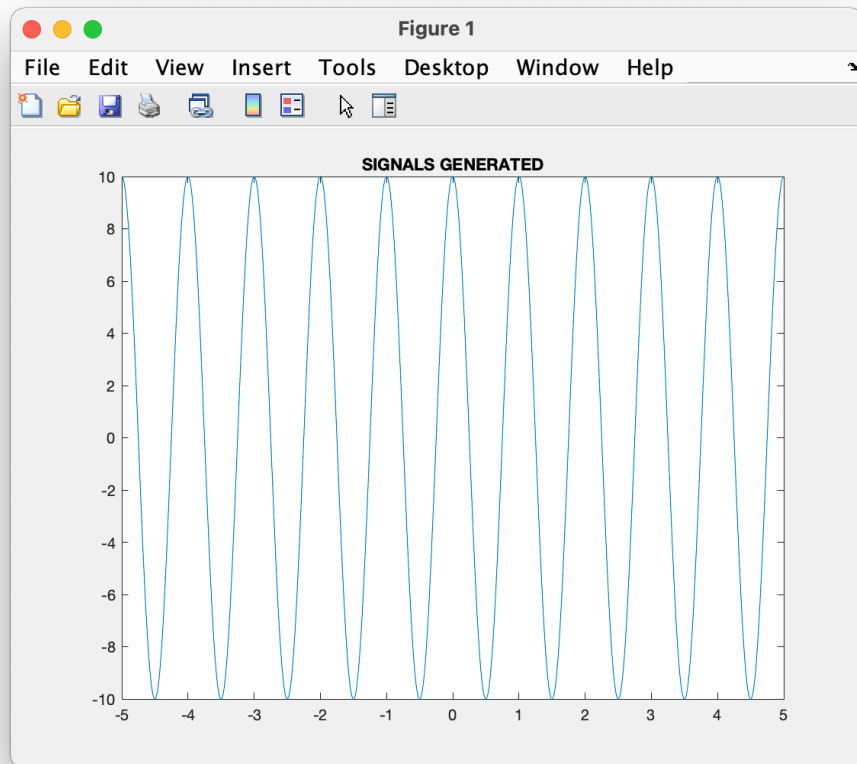 Figure 1
File Edit View Insert Tools Desktop Window Help
SIGNALS GENERATED
10
8
6
4
2
0
-2
-4
-6
-8
-10
-5 -4 -3 -2 -1 0 1 2 3 4 5